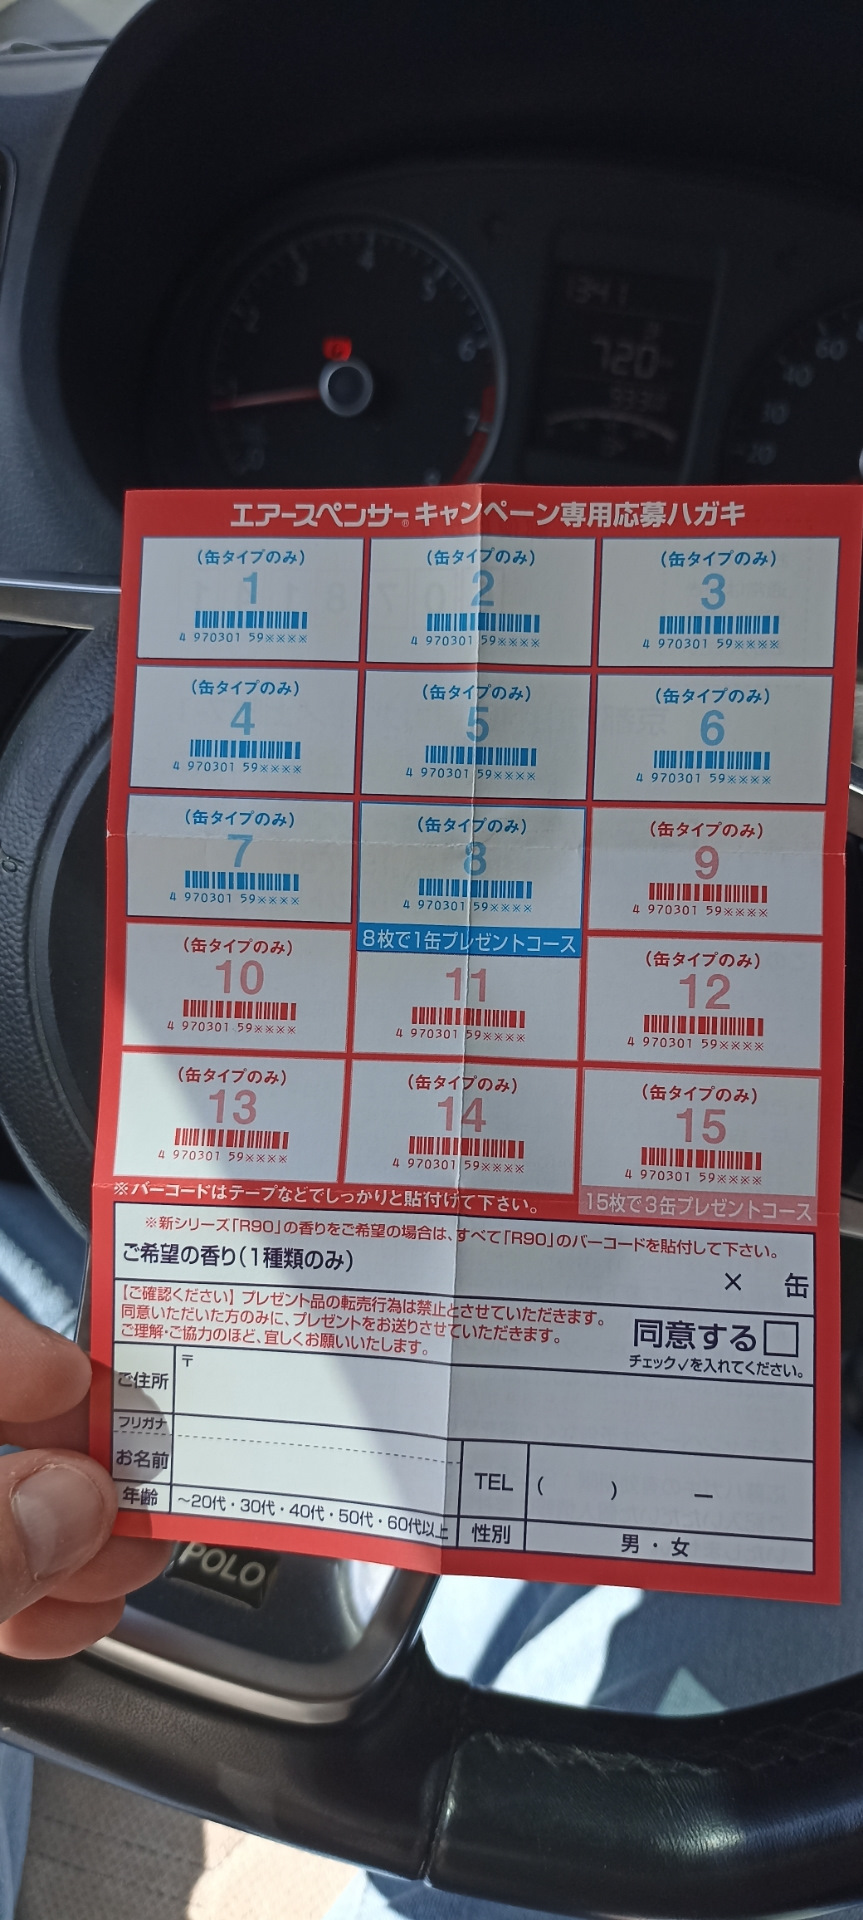 1
2
3
4
5
6
7
8
1341
720
20
30
40
60
エアースペンサー®キャンペーン専用応募ハガキ
(缶タイプのみ) (缶タイプのみ) (缶タイプのみ)
1 2 3
4 970301 59※※※※ 4 970301 59※※※※ 4 970301 59※※※※
(缶タイプのみ) (缶タイプのみ) (缶タイプのみ)
4 5 6
4 970301 59※※※※ 4 970301 59※※※※ 4 970301 59※※※※
(缶タイプのみ) (缶タイプのみ) (缶タイプのみ)
7 8 9
4 970301 59※※※※ 4 970301 59※※※※ 4 970301 59※※※※
8枚で1缶プレゼントコース
(缶タイプのみ) (缶タイプのみ)
10 11 12
4 970301 59※※※※ 4 970301 59※※※※ 4 970301 59※※※※
(缶タイプのみ) (缶タイプのみ) (缶タイプのみ)
13 14 15
4 970301 59※※※※ 4 970301 59※※※※ 4 970301 59※※※※
15枚で3缶プレゼントコース
※バーコードはテープなどでしっかりと貼付けて下さい。
※新シリーズ「R90」の香りをご希望の場合は、すべて「R90」のバーコードを貼付して下さい。
ご希望の香り(1種類のみ)
× 缶
【ご確認ください】プレゼント品の転売行為は禁止とさせていただきます。
同意いただいた方のみに、プレゼントをお送りさせていただきます。
ご理解・ご協力のほど、宜しくお願いいたします。
同意する□
チェック✓を入れてください。
ご住所 〒
フリガナ
お名前
TEL ( ) ー
年齢 ～20代・30代・40代・50代・60代以上
性別 男・女
POLO